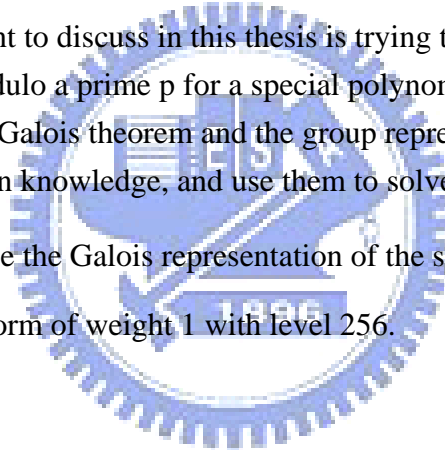 nt to discuss in this thesis is trying t
dulo a prime p for a special polynom
Galois theorem and the group repre
n knowledge, and use them to solve
e the Galois representation of the s
orm of weight 1 with level 256.
E S
1896